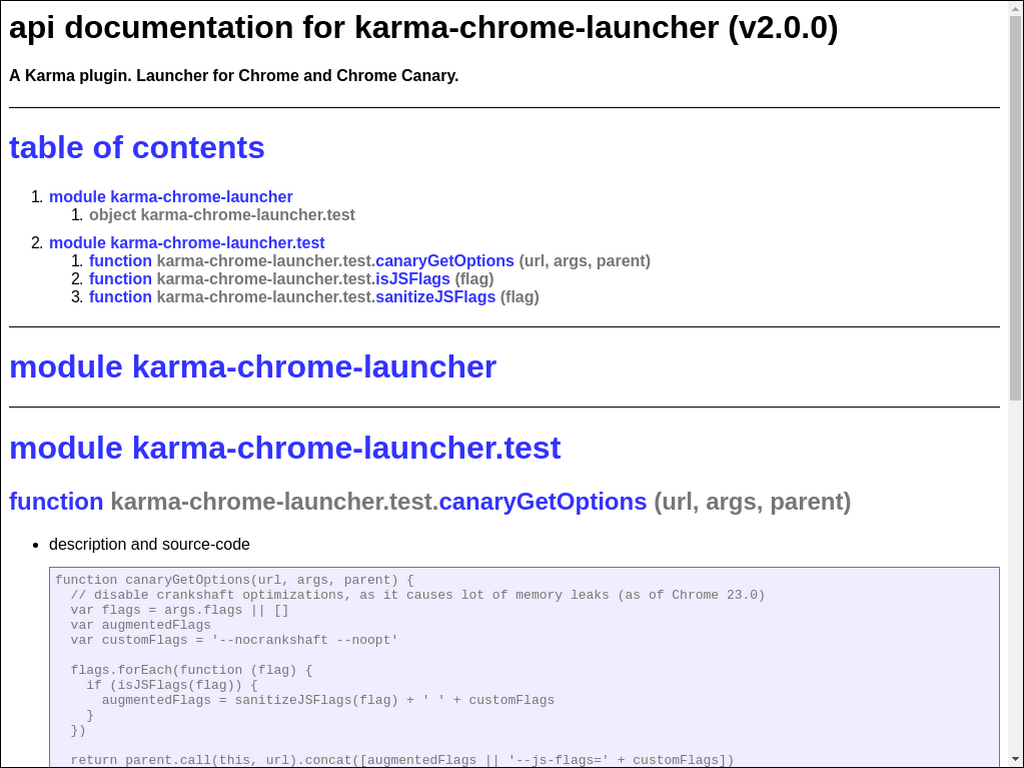 api documentation for karma-chrome-launcher (v2.0.0)
A Karma plugin. Launcher for Chrome and Chrome Canary.
table of contents
1. module karma-chrome-launcher
1. object karma-chrome-launcher.test
2. module karma-chrome-launcher.test
1. function karma-chrome-launcher.test.canaryGetOptions (url, args, parent)
2. function karma-chrome-launcher.test.isJSFlags (flag)
3. function karma-chrome-launcher.test.sanitizeJSFlags (flag)
module karma-chrome-launcher
module karma-chrome-launcher.test
function karma-chrome-launcher.test.canaryGetOptions (url, args, parent)
• description and source-code
function canaryGetOptions(url, args, parent) {
  // disable crankshaft optimizations, as it causes lot of memory leaks (as of Chrome 23.0)
  var flags = args.flags || []
  var augmentedFlags
  var customFlags = '--nocrankshaft --noopt'
  flags.forEach(function (flag) {
    if (isJSFlags(flag)) {
      augmentedFlags = sanitizeJSFlags(flag) + ' ' + customFlags
    }
  })
  return parent.call(this, url).concat([augmentedFlags || '--js-flags=' + customFlags])